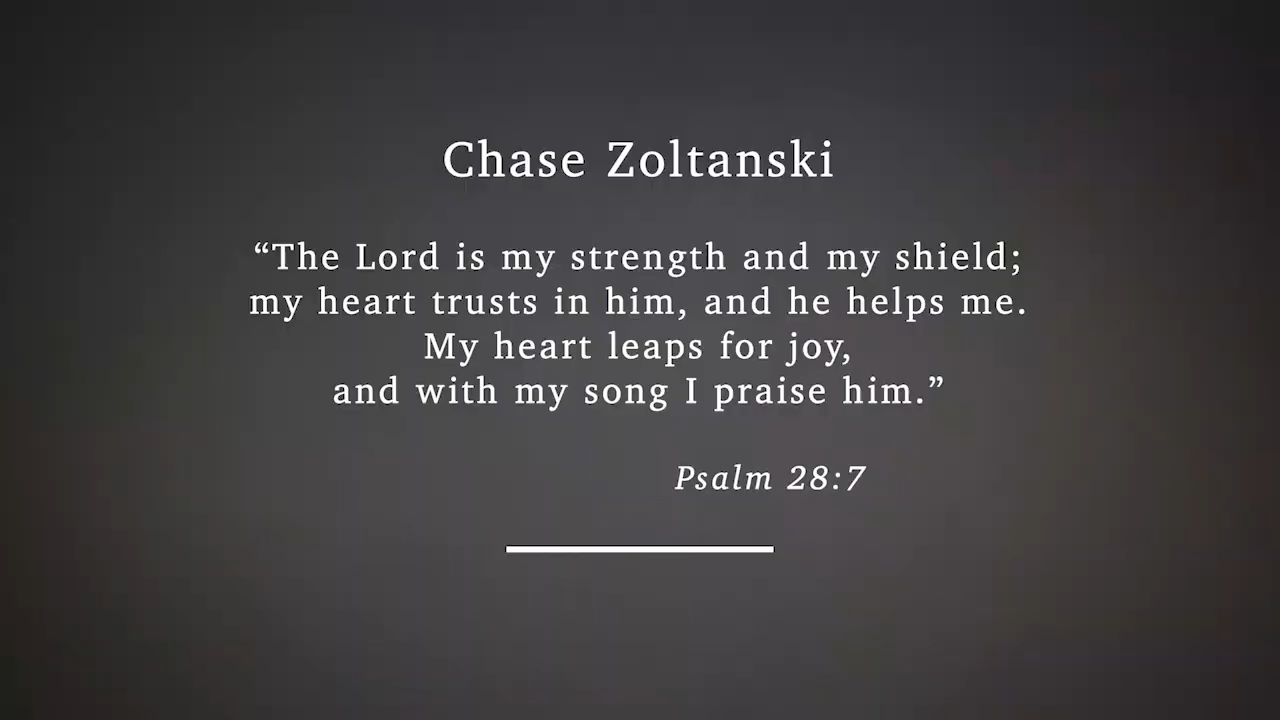 Chase Zoltanski
“The Lord is my strength and my shield;
my heart trusts in him, and he helps me.
My heart leaps for joy,
and with my song I praise him.”
Psalm 28:7